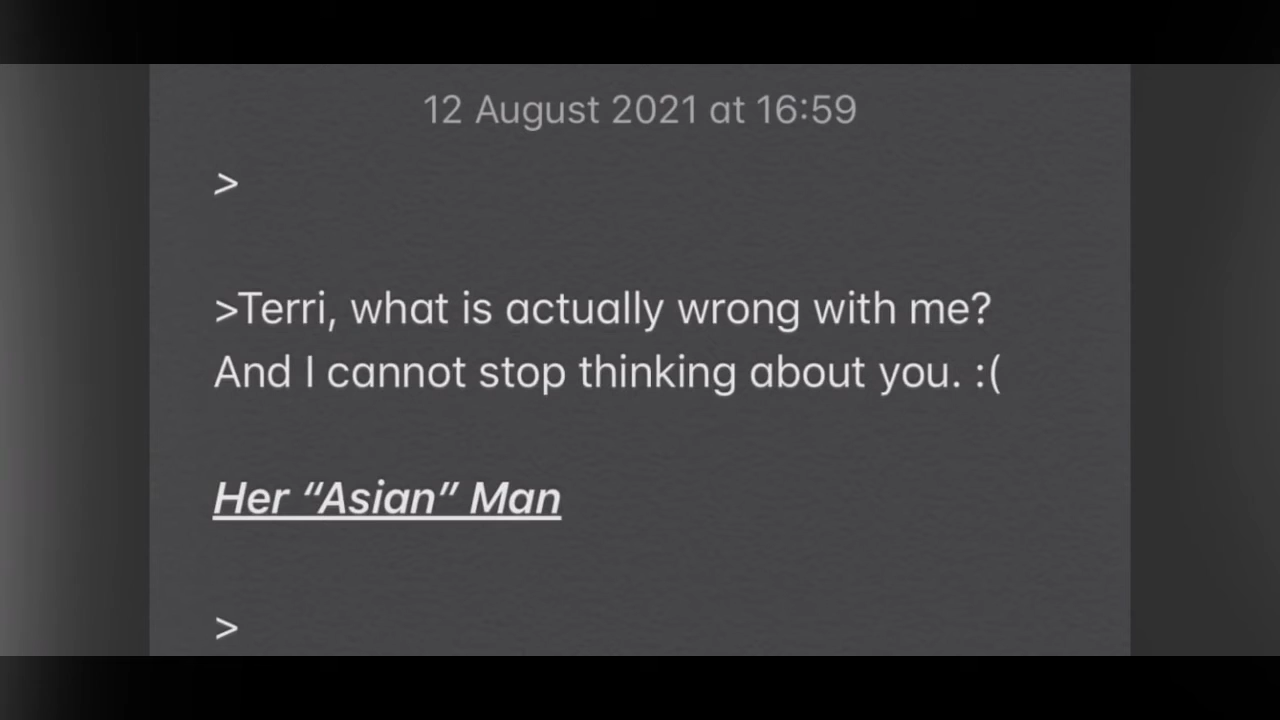 12 August 2021 at 16:59
>
>Terri, what is actually wrong with me?
And I cannot stop thinking about you. :(
Her “Asian” Man
>